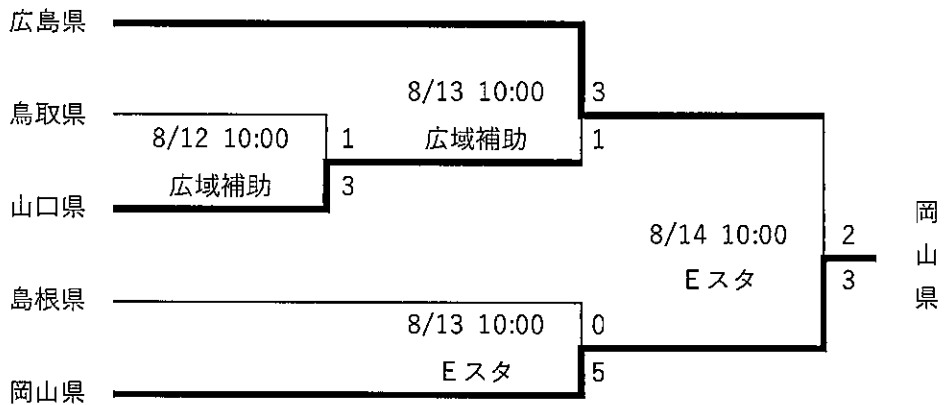 広島県
8/13 10:00
3
鳥取県
8/12 10:00
1
広域補助
1
広域補助
3
山口県
8/14 10:00
2
岡山県
Eスタ
3
島根県
8/13 10:00
0
Eスタ
5
岡山県